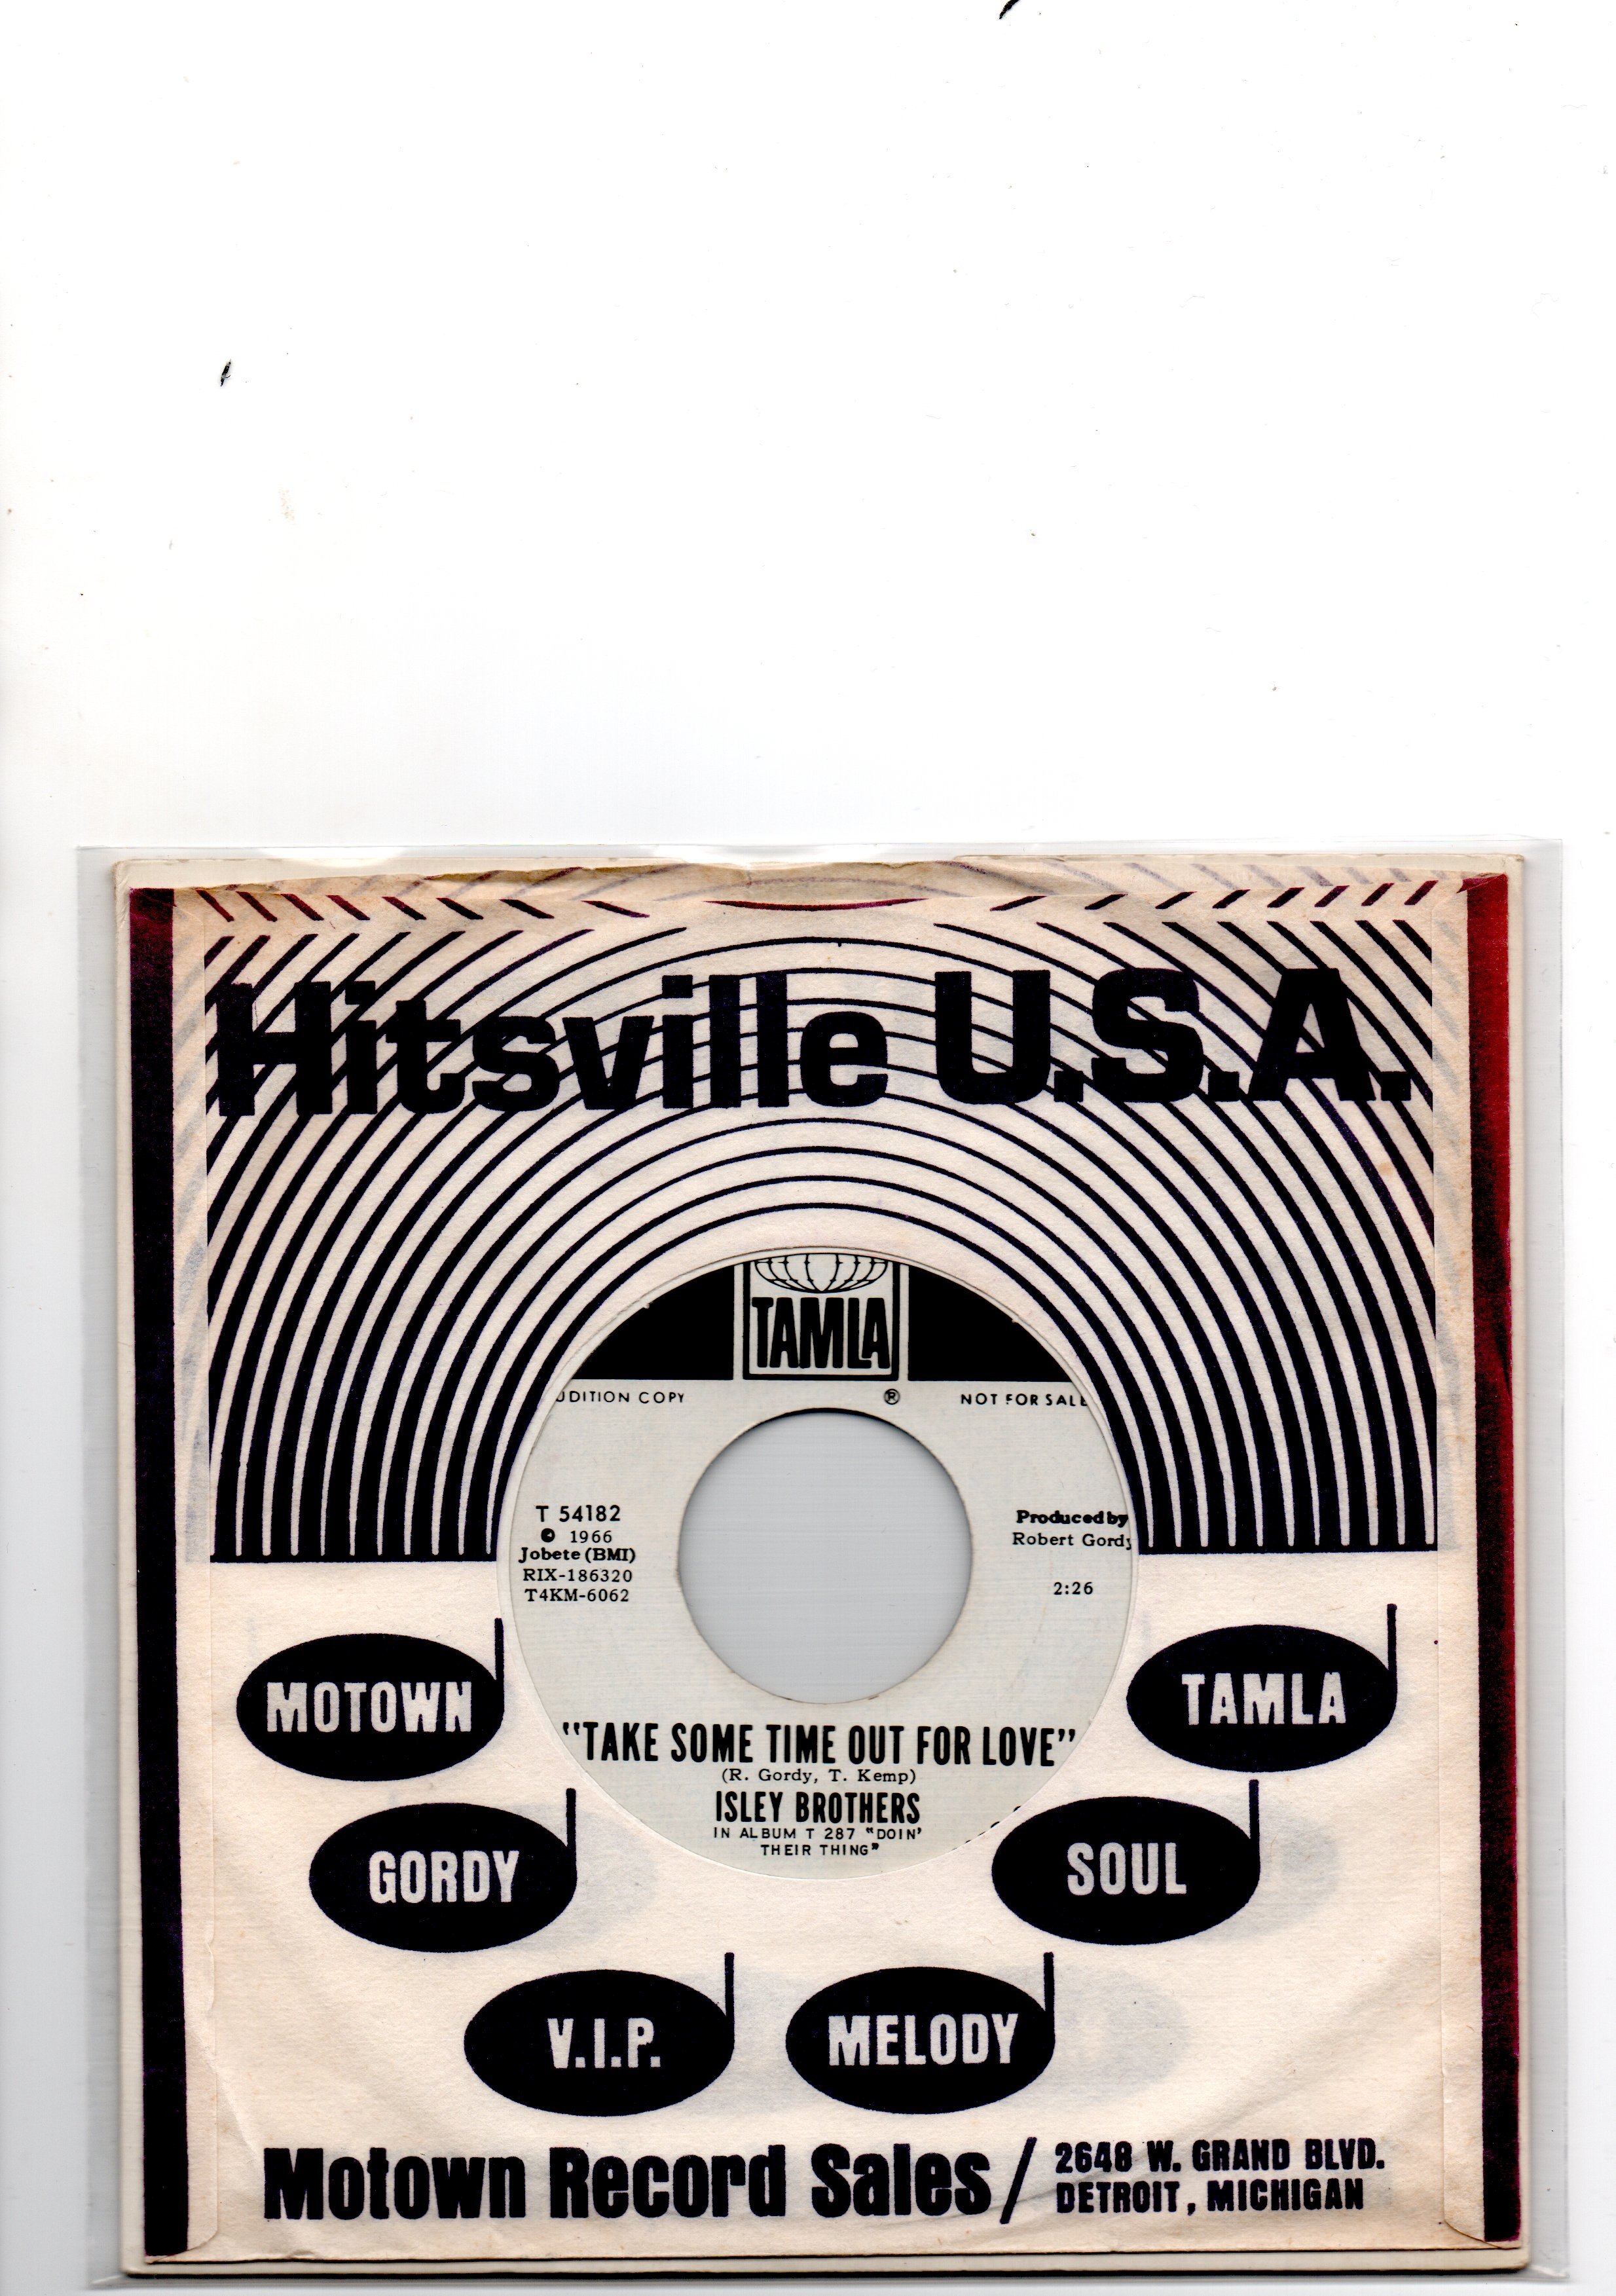 Hitsville U.S.A.
TAMLA
UDITION COPY ® NOT FOR SALE
T 54182
© 1966
Jobete (BMI)
RIX-186320
T4KM-6062
Produced by
Robert Gordy
2:26
"TAKE SOME TIME OUT FOR LOVE"
(R. Gordy, T. Kemp)
ISLEY BROTHERS
IN ALBUM T 287 "DOIN'
THEIR THING"
MOTOWN
TAMLA
GORDY
SOUL
V.I.P.
MELODY
Motown Record Sales / 2648 W. GRAND BLVD.
DETROIT, MICHIGAN